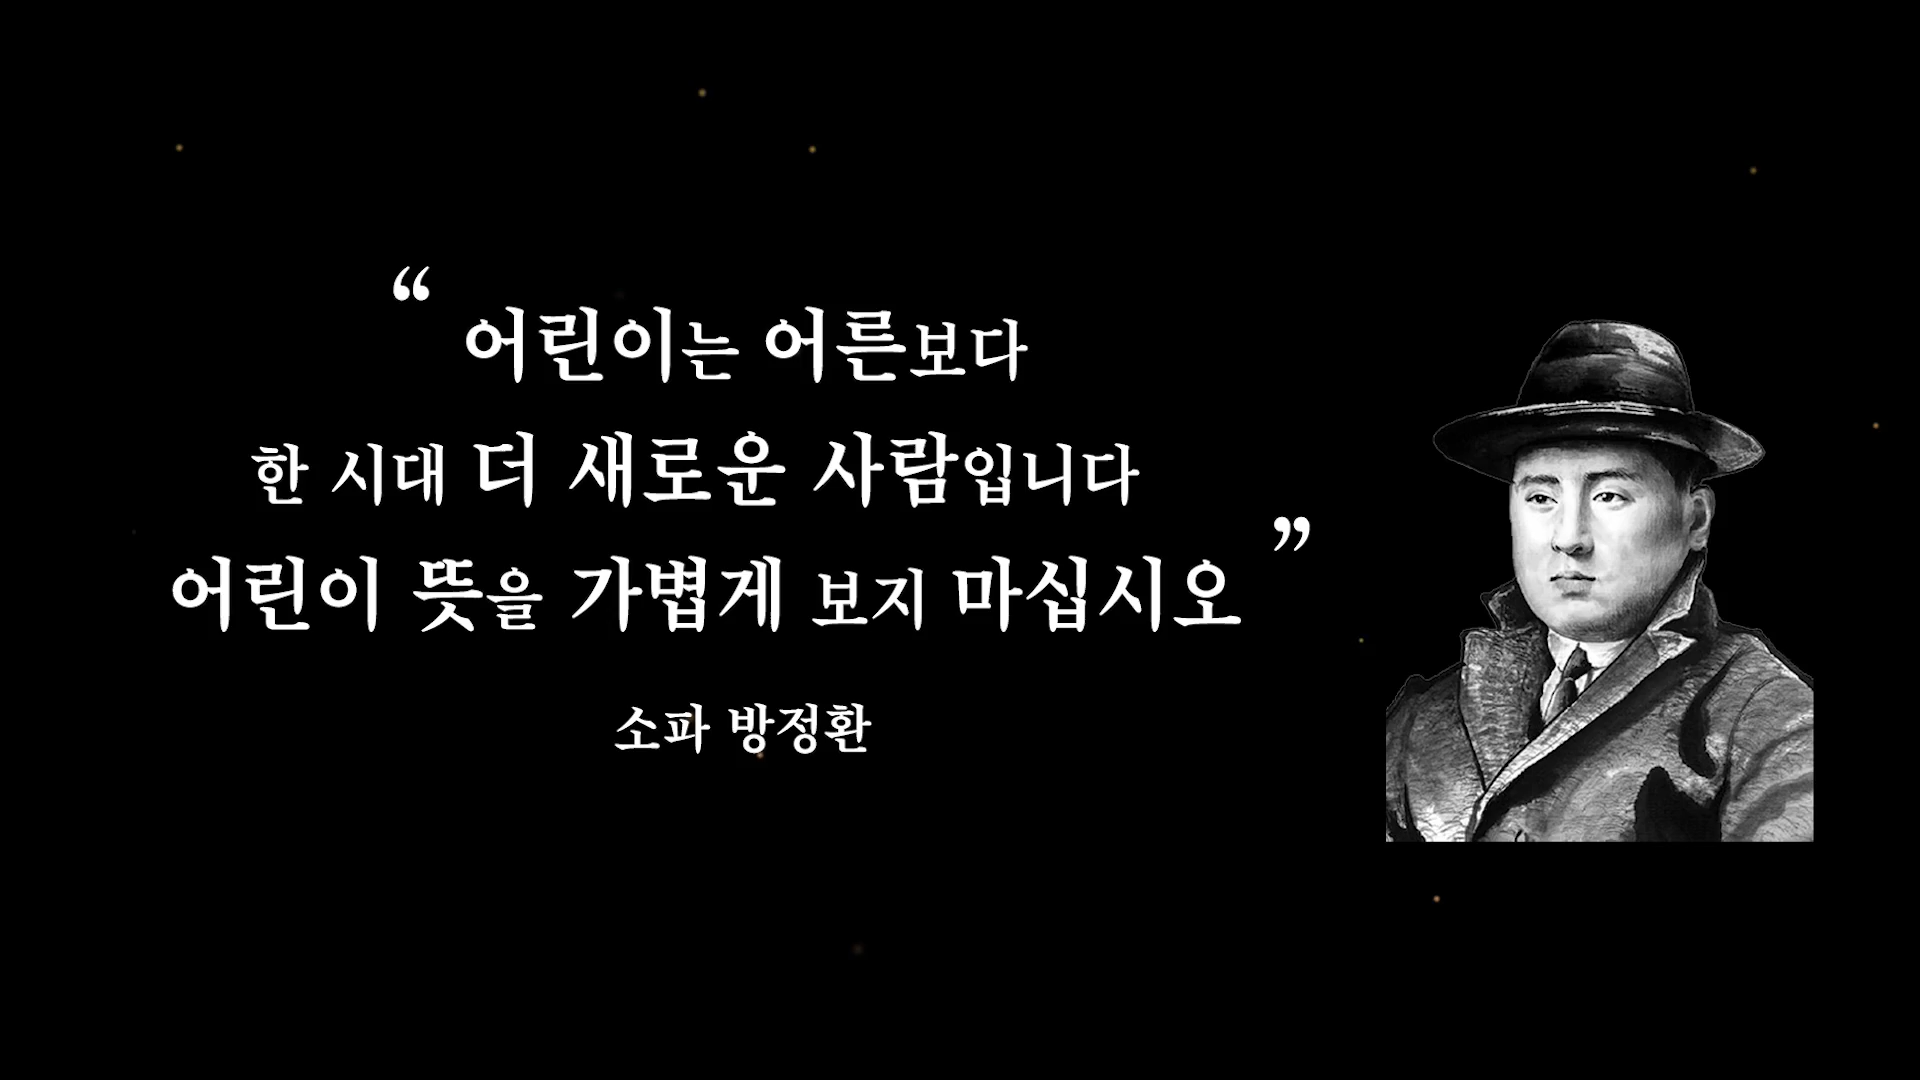 “ 어린이는 어른보다
한 시대 더 새로운 사람입니다
어린이 뜻을 가볍게 보지 마십시오 ”
소파 방정환